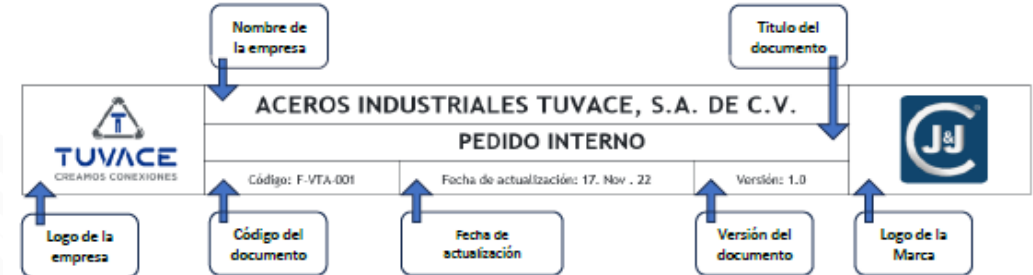 Nombre de
la empresa
Titulo del
documento
TUVACE
CREAMOS CONEXIONES
ACEROS INDUSTRIALES TUVACE, S.A. DE C.V.
PEDIDO INTERNO
Código: F-VTA-001
Fecha de actualización: 17. Nov . 22
Versión: 1.0
J&J
Logo de la
empresa
Código del
documento
Fecha de
actualización
Versión del
documento
Logo de la
Marca